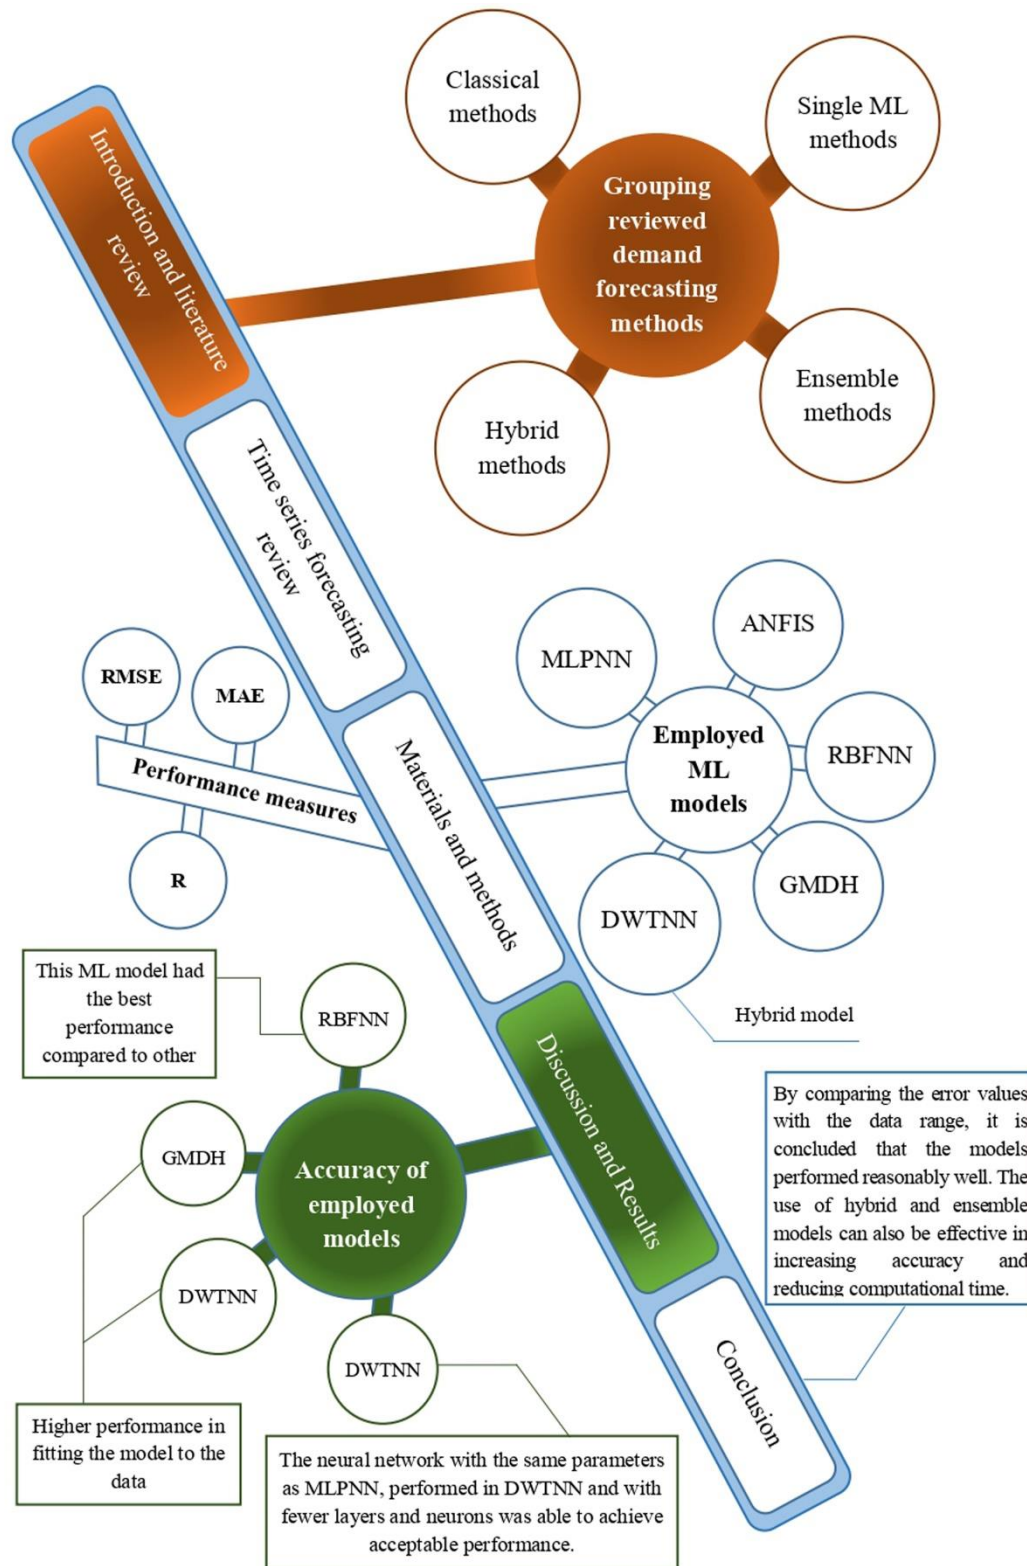 Classical
methods
Single ML
methods
Grouping
reviewed
demand
forecasting
methods
Ensemble
methods
Hybrid
methods
Introduction and literature
review
Time series forecasting
review
Materials and methods
Discussion and Results
Conclusion
RMSE
MAE
Performance measures
R
MLPNN
ANFIS
Employed
ML
models
RBFNN
GMDH
DWTNN
Hybrid model
This ML model had
the best
performance
compared to other
RBFNN
GMDH
Accuracy of
employed
models
DWTNN
DWTNN
Higher performance in
fitting the model to the
data
The neural network with the same parameters
as MLPNN, performed in DWTNN and with
fewer layers and neurons was able to achieve
acceptable performance.
By comparing the error values
with the data range, it is
concluded that the models
performed reasonably well. The
use of hybrid and ensemble
models can also be effective in
increasing accuracy and
reducing computational time.